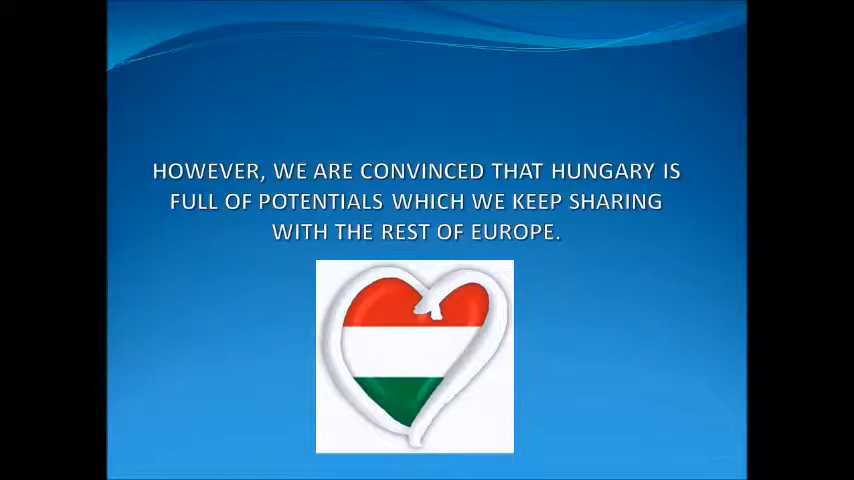 HOWEVER, WE ARE CONVINCED THAT HUNGARY IS
FULL OF POTENTIALS WHICH WE KEEP SHARING
WITH THE REST OF EUROPE.